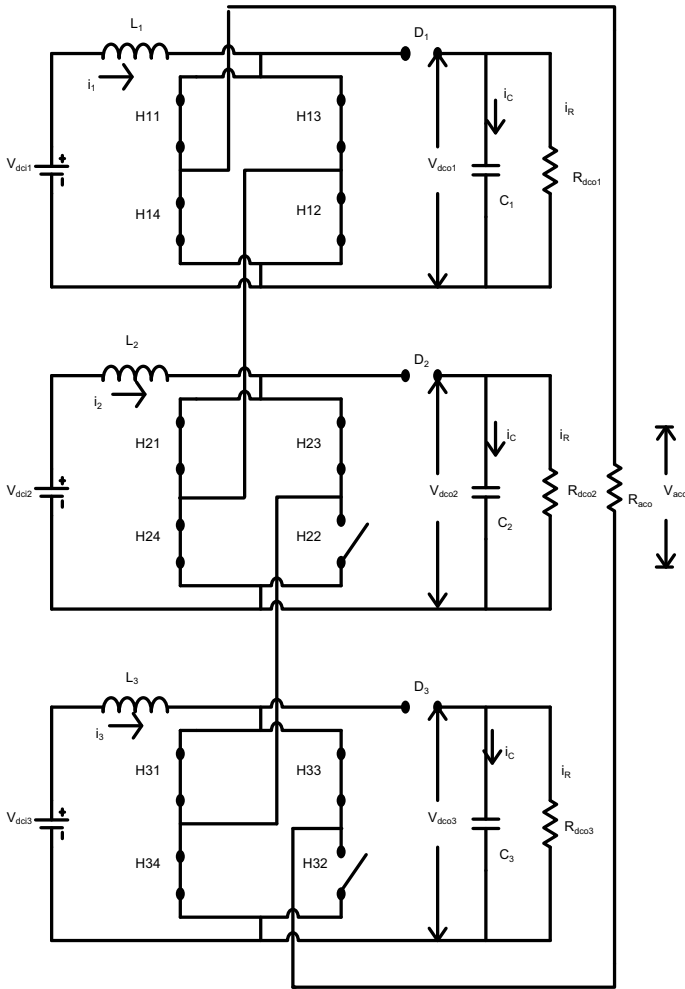 L1
D1
i1
H11
H13
iC
iR
Vdci1
+
Vdco1
Rdco1
H14
H12
C1
L2
D2
i2
H21
H23
iC
iR
Vdci2
+
Vdco2
Rdco2
Raco
Vaco
H24
H22
C2
L3
D3
i3
H31
H33
iC
iR
Vdci3
+
Vdco3
Rdco3
H34
H32
C3